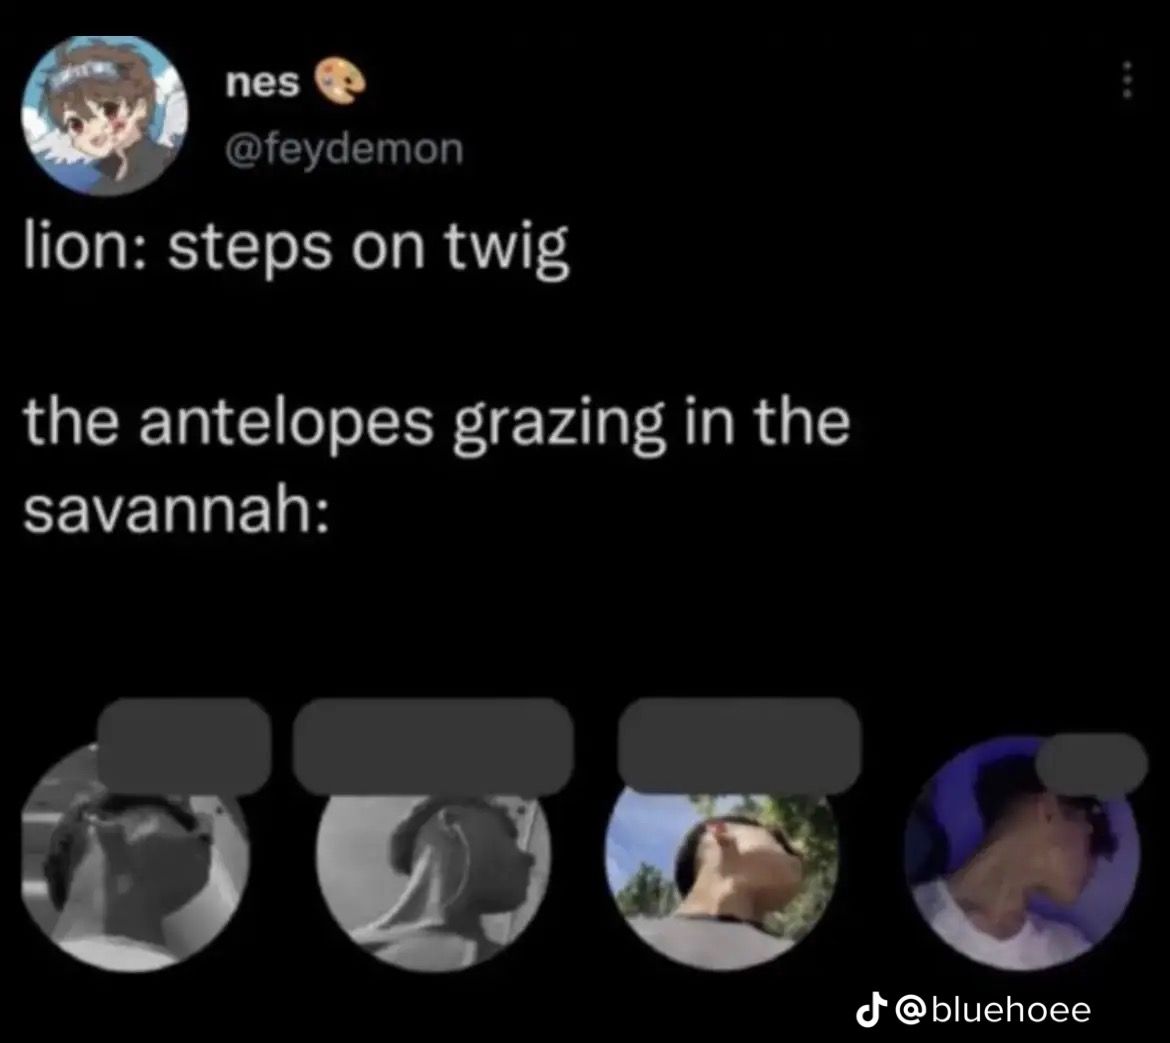 nes 🎨
@feydemon
lion: steps on twig
the antelopes grazing in the
savannah:
@bluehoee